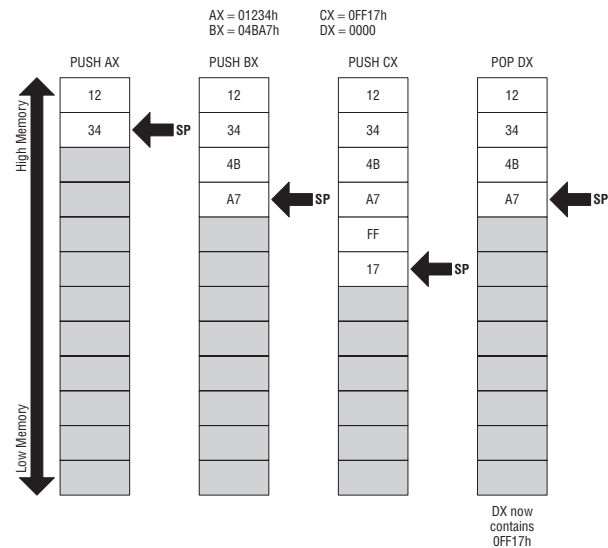 AX = 01234h CX = 0FF17h
BX = 04BA7h DX = 0000
PUSH AX PUSH BX PUSH CX POP DX
High Memory
Low Memory
12 12 12 12
34 SP 34 34 34
4B 4B 4B
A7 SP A7 A7 SP
FF
17 SP
DX now
contains
0FF17h